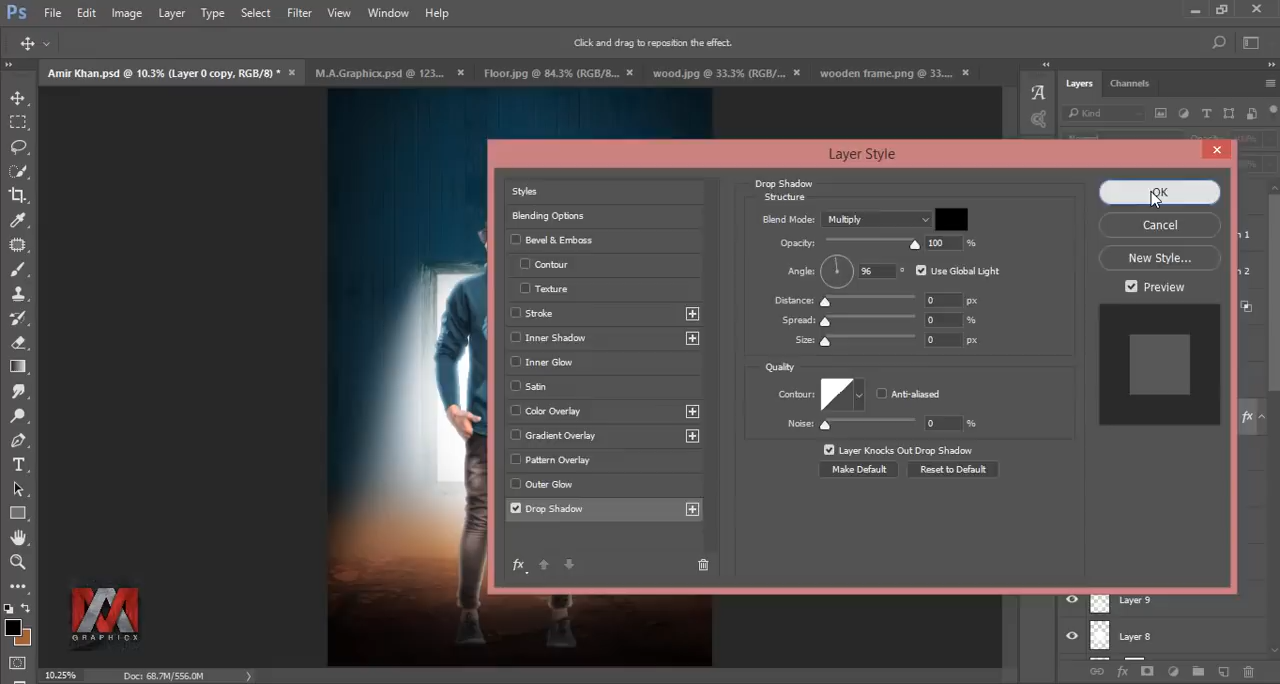 Ps File Edit Image Layer Type Select Filter View Window Help
Click and drag to reposition the effect.
Amir Khan.psd @ 10.3% (Layer 0 copy, RGB/8) * × M.A.Graphicx.psd @ 123... × Floor.jpg @ 84.3% (RGB/8... × wood.jpg @ 33.3% (RGB/... × wooden frame.png @ 33.... ×
Layers Channels
Kind
Layer Style
Styles
Blending Options
Bevel & Emboss
Contour
Texture
Stroke
Inner Shadow
Inner Glow
Satin
Color Overlay
Gradient Overlay
Pattern Overlay
Outer Glow
Drop Shadow
fx
Drop Shadow
Structure
Blend Mode: Multiply
Opacity: 100 %
Angle: 96 ° Use Global Light
Distance: 0 px
Spread: 0 %
Size: 0 px
Quality
Contour: Anti-aliased
Noise: 0 %
Layer Knocks Out Drop Shadow
Make Default Reset to Default
OK
Cancel
New Style...
Preview
n 1
n 2
fx
Layer 9
Layer 8
fx
MA
GRAPHICX
10.25% Doc: 68.7M/556.0M